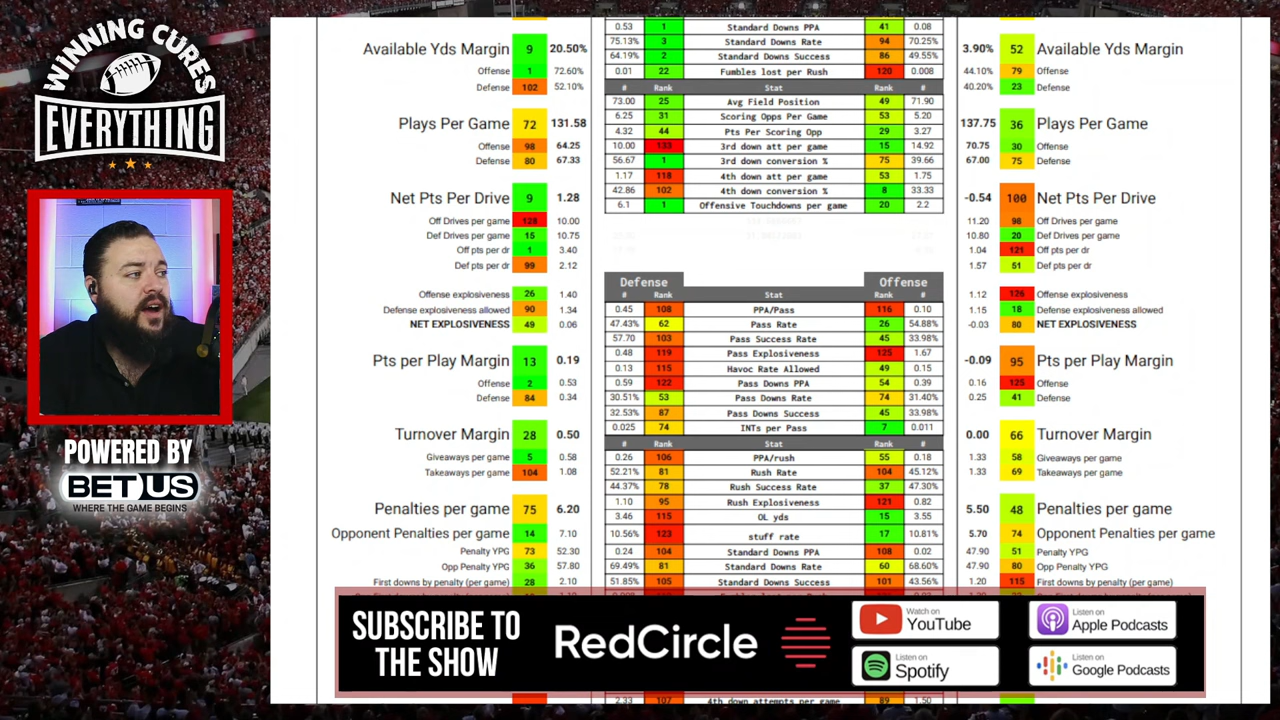 WINNING CURES
EVERYTHING
POWERED BY
BETUS
WHERE THE GAME BEGINS
Available Yds Margin 9 20.50%
Offense 1 72.60%
Defense 102 52.10%
Plays Per Game 72 131.58
Offense 98 64.25
Defense 80 67.33
Net Pts Per Drive 9 1.28
Off Drives per game 128 10.00
Def Drives per game 15 10.75
Off pts per dr 1 3.40
Def pts per dr 99 2.12
Offense explosiveness 26 1.40
Defense explosiveness allowed 90 1.34
NET EXPLOSIVENESS 49 0.06
Pts per Play Margin 13 0.19
Offense 2 0.53
Defense 84 0.34
Turnover Margin 28 0.50
Giveaways per game 5 0.58
Takeaways per game 104 1.08
Penalties per game 75 6.20
Opponent Penalties per game 14 7.10
Penalty YPG 73 52.30
Opp Penalty YPG 36 57.80
First downs by penalty (per game) 28 2.10
0.53 1 Standard Downs PPA 41 0.08
75.13% 3 Standard Downs Rate 94 70.25%
64.19% 2 Standard Downs Success 86 49.55%
0.01 22 Fumbles lost per Rush 120 0.008
# Rank Stat Rank #
73.00 25 Avg Field Position 49 71.90
6.25 31 Scoring Opps Per Game 53 5.20
4.32 44 Pts Per Scoring Opp 29 3.27
10.00 133 3rd down att per game 15 14.92
56.67 1 3rd down conversion % 75 39.66
1.17 118 4th down att per game 53 1.75
42.86 102 4th down conversion % 8 33.33
6.1 1 Offensive Touchdowns per game 20 2.2
Defense Offense
# Rank Stat Rank #
0.45 108 PPA/Pass 116 0.10
47.43% 62 Pass Rate 26 54.88%
57.70 103 Pass Success Rate 45 33.98%
0.48 119 Pass Explosiveness 125 1.67
0.13 115 Havoc Rate Allowed 49 0.15
0.59 122 Pass Downs PPA 54 0.39
30.51% 53 Pass Downs Rate 74 31.40%
32.53% 87 Pass Downs Success 45 33.98%
0.025 74 INTs per Pass 7 0.011
# Rank Stat Rank #
0.26 106 PPA/rush 55 0.18
52.21% 81 Rush Rate 104 45.12%
44.37% 78 Rush Success Rate 37 47.30%
1.10 95 Rush Explosiveness 121 0.82
3.46 115 OL yds 15 3.55
10.56% 123 stuff rate 17 10.81%
0.24 104 Standard Downs PPA 108 0.02
69.49% 81 Standard Downs Rate 60 68.60%
51.85% 105 Standard Downs Success 101 43.56%
2.33 107 4th down attempts per game 89 1.50
3.90% 52 Available Yds Margin
44.10% 79 Offense
40.20% 23 Defense
137.75 36 Plays Per Game
70.75 30 Offense
67.00 75 Defense
-0.54 100 Net Pts Per Drive
11.20 98 Off Drives per game
10.80 20 Def Drives per game
1.04 121 Off pts per dr
1.57 51 Def pts per dr
1.12 126 Offense explosiveness
1.15 18 Defense explosiveness allowed
-0.03 80 NET EXPLOSIVENESS
-0.09 95 Pts per Play Margin
0.16 125 Offense
0.25 41 Defense
0.00 66 Turnover Margin
1.33 58 Giveaways per game
1.33 69 Takeaways per game
5.50 48 Penalties per game
5.70 74 Opponent Penalties per game
47.90 51 Penalty YPG
47.90 80 Opp Penalty YPG
1.20 115 First downs by penalty (per game)
SUBSCRIBE TO
THE SHOW
RedCircle
Watch on
YouTube
Listen on
Spotify
Listen on
Apple Podcasts
Listen on
Google Podcasts